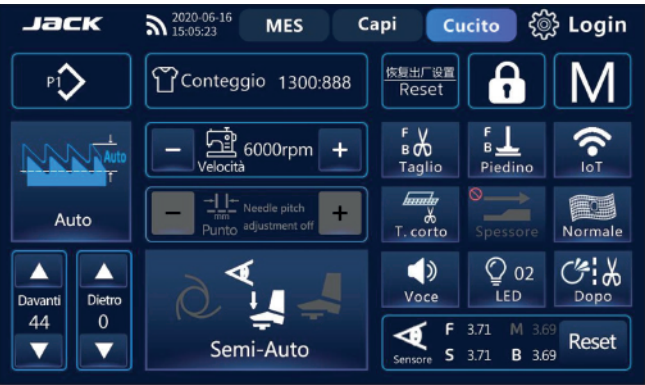 JACK
2020-06-16
15:05:23
MES
Capi
Cucito
Login
P1
Conteggio 1300:888
恢复出厂设置
Reset
M
Auto
Auto
6000rpm
Velocità
mm
Punto
Needle pitch
adjustment off
F
B
Taglio
F
B
Piedino
IoT
T. corto
Spessore
Normale
Davanti
44
Dietro
0
Semi-Auto
Voce
02
LED
Dopo
Sensore
F 3.71 M 3.69
S 3.71 B 3.69
Reset